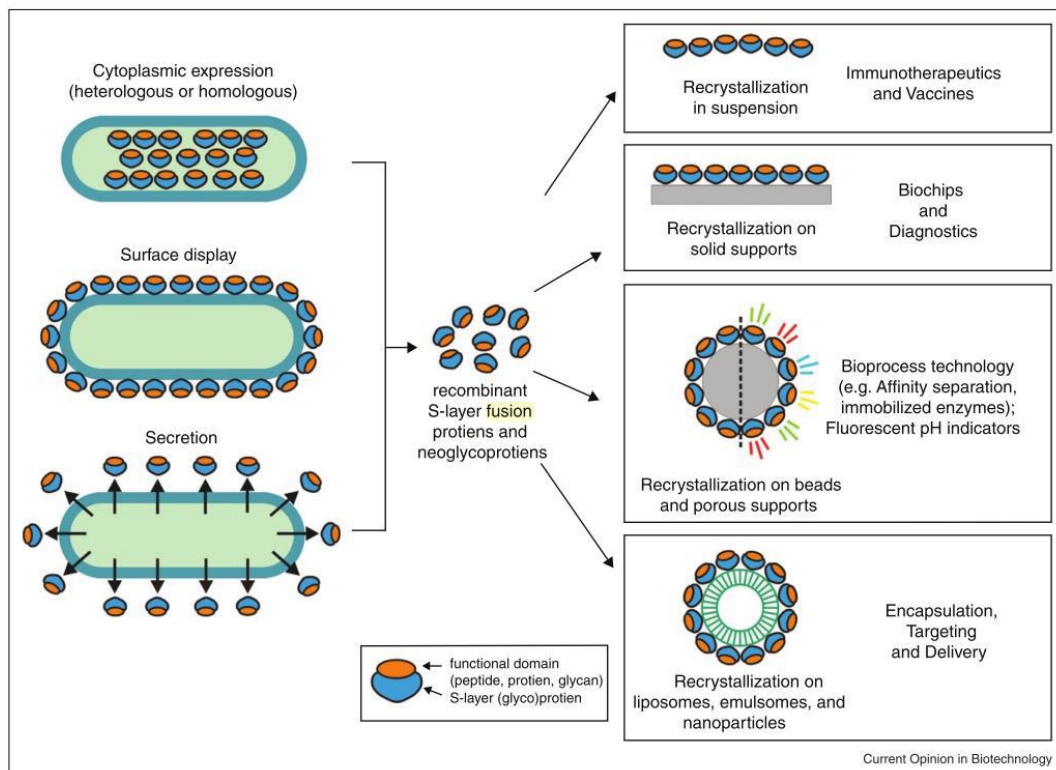 Cytoplasmic expression
(heterologous or homologous)
Surface display
Secretion
recombinant
S-layer fusion
protiens and
neoglycoprotiens
functional domain
(peptide, protien, glycan)
S-layer (glyco)protien
Recrystallization
in suspension
Immunotherapeutics
and Vaccines
Recrystallization on
solid supports
Biochips
and
Diagnostics
Recrystallization on beads
and porous supports
Bioprocess technology
(e.g. Affinity separation,
immobilized enzymes);
Fluorescent pH indicators
Recrystallization on
liposomes, emulsomes, and
nanoparticles
Encapsulation,
Targeting
and Delivery
Current Opinion in Biotechnology